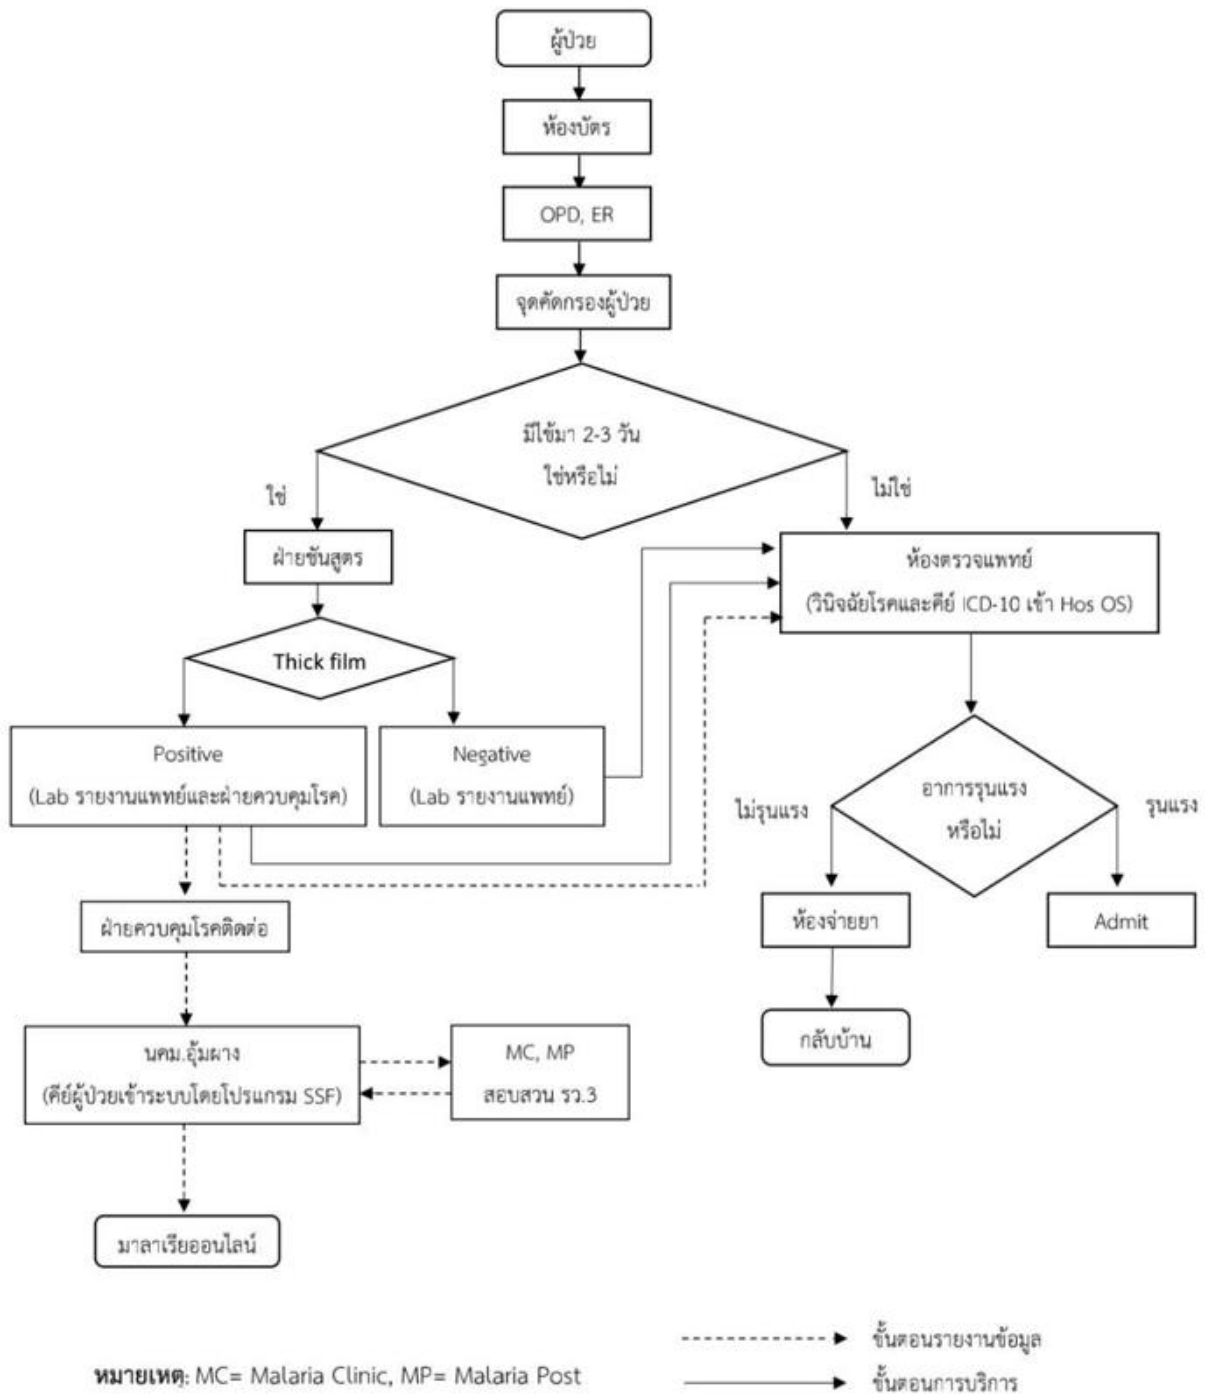 ผู้ป่วย
ห้องบัตร
OPD, ER
จุดคัดกรองผู้ป่วย
มีไข้มา 2-3 วัน
ใช่หรือไม่
ใช่
ไม่ใช่
ฝ่ายชันสูตร
ห้องตรวจแพทย์
(วินิจฉัยโรคและคีย์ ICD-10 เข้า Hos OS)
Thick film
Positive
(Lab รายงานแพทย์และฝ่ายควบคุมโรค)
Negative
(Lab รายงานแพทย์)
อาการรุนแรง
หรือไม่
ไม่รุนแรง
รุนแรง
ฝ่ายควบคุมโรคติดต่อ
ห้องจ่ายยา
Admit
นคม.อุ้มผาง
(คีย์ผู้ป่วยเข้าระบบโดยโปรแกรม SSF)
MC, MP
สอบสวน รว.3
กลับบ้าน
มาลาเรียออนไลน์
ขั้นตอนรายงานข้อมูล
หมายเหตุ: MC= Malaria Clinic, MP= Malaria Post
ขั้นตอนการบริการ